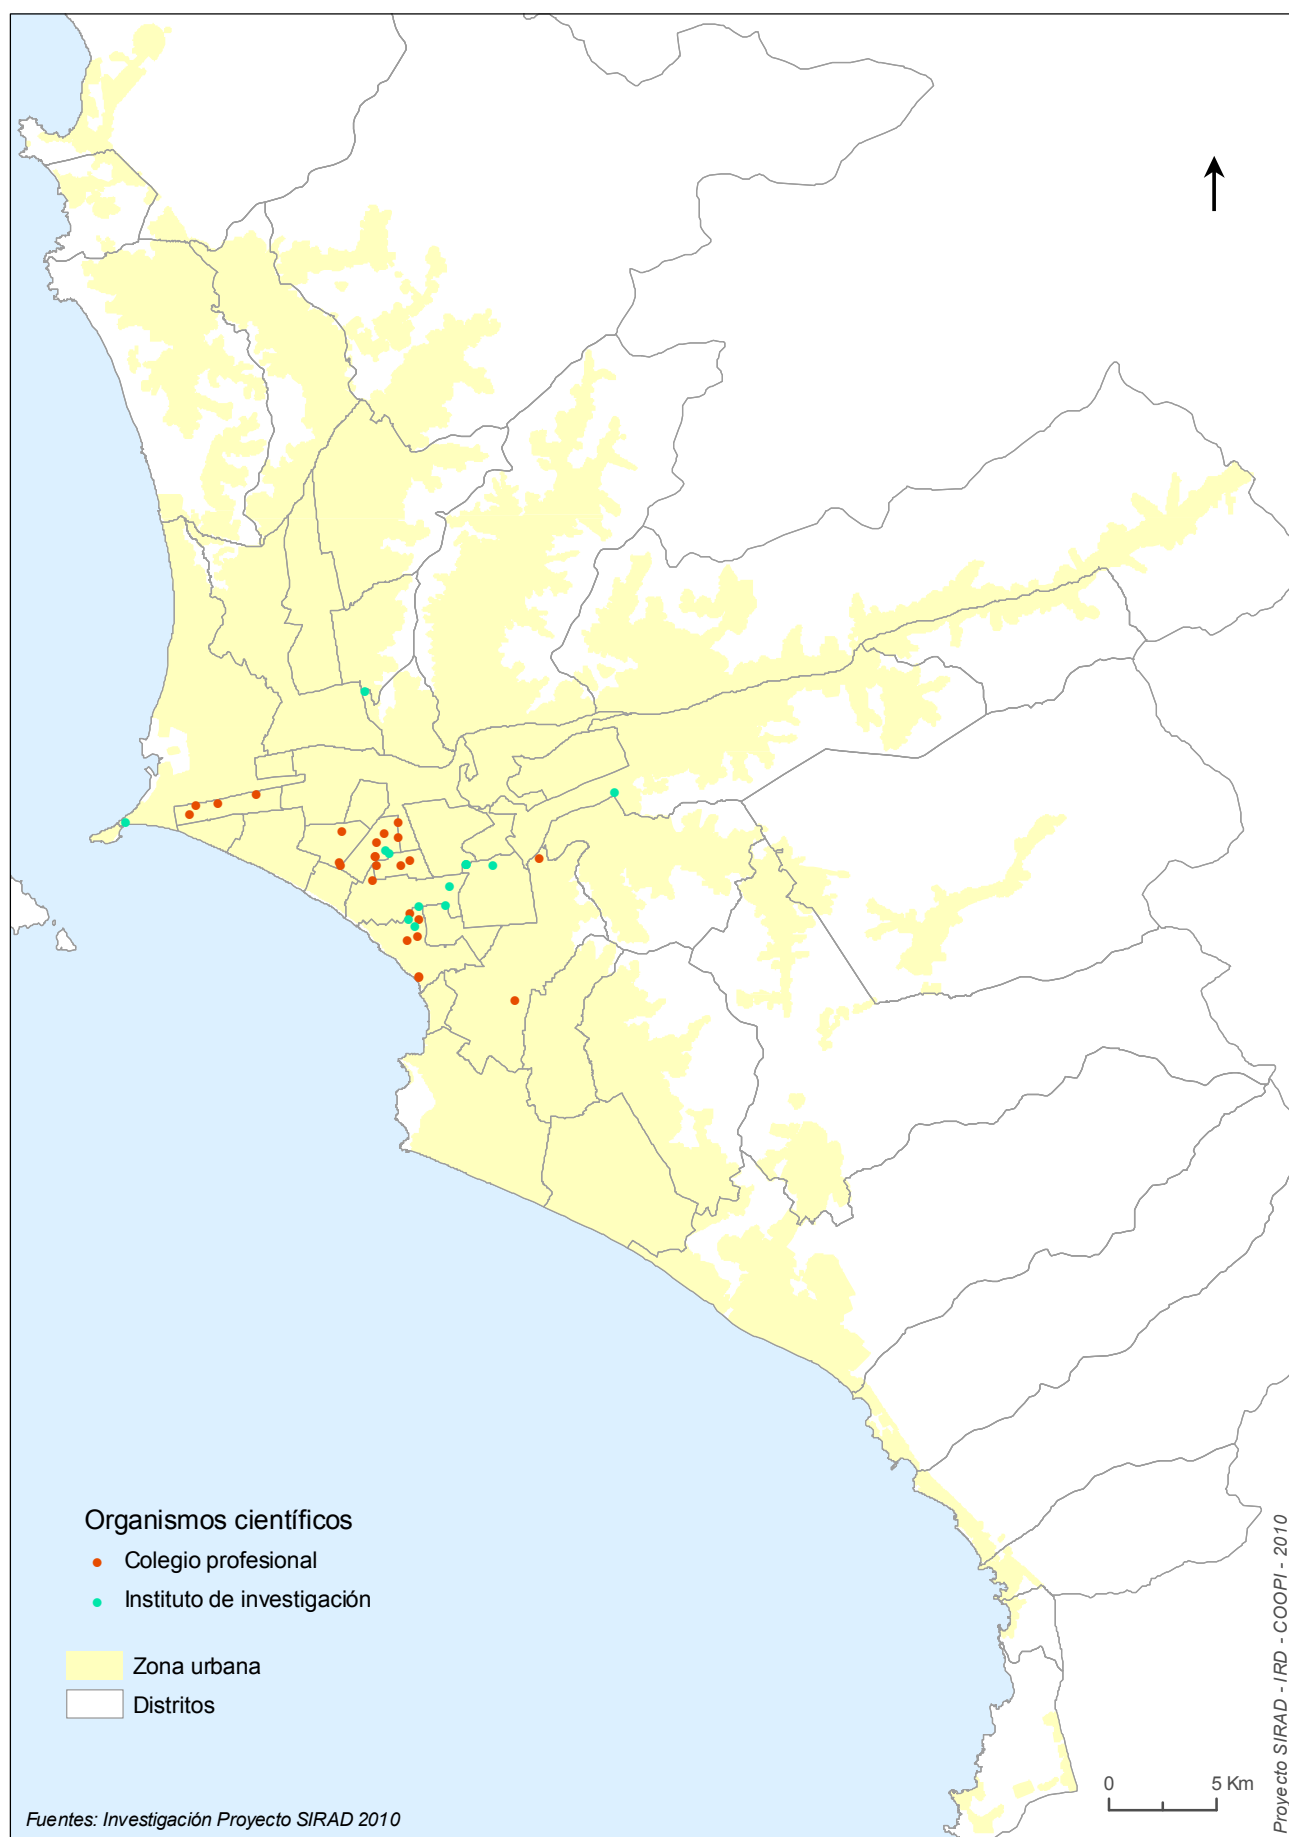 Organismos científicos
Colegio profesional
Instituto de investigación
Zona urbana
Distritos
0 5 Km
Fuentes: Investigación Proyecto SIRAD 2010
Proyecto SIRAD - IRD - COOPI - 2010